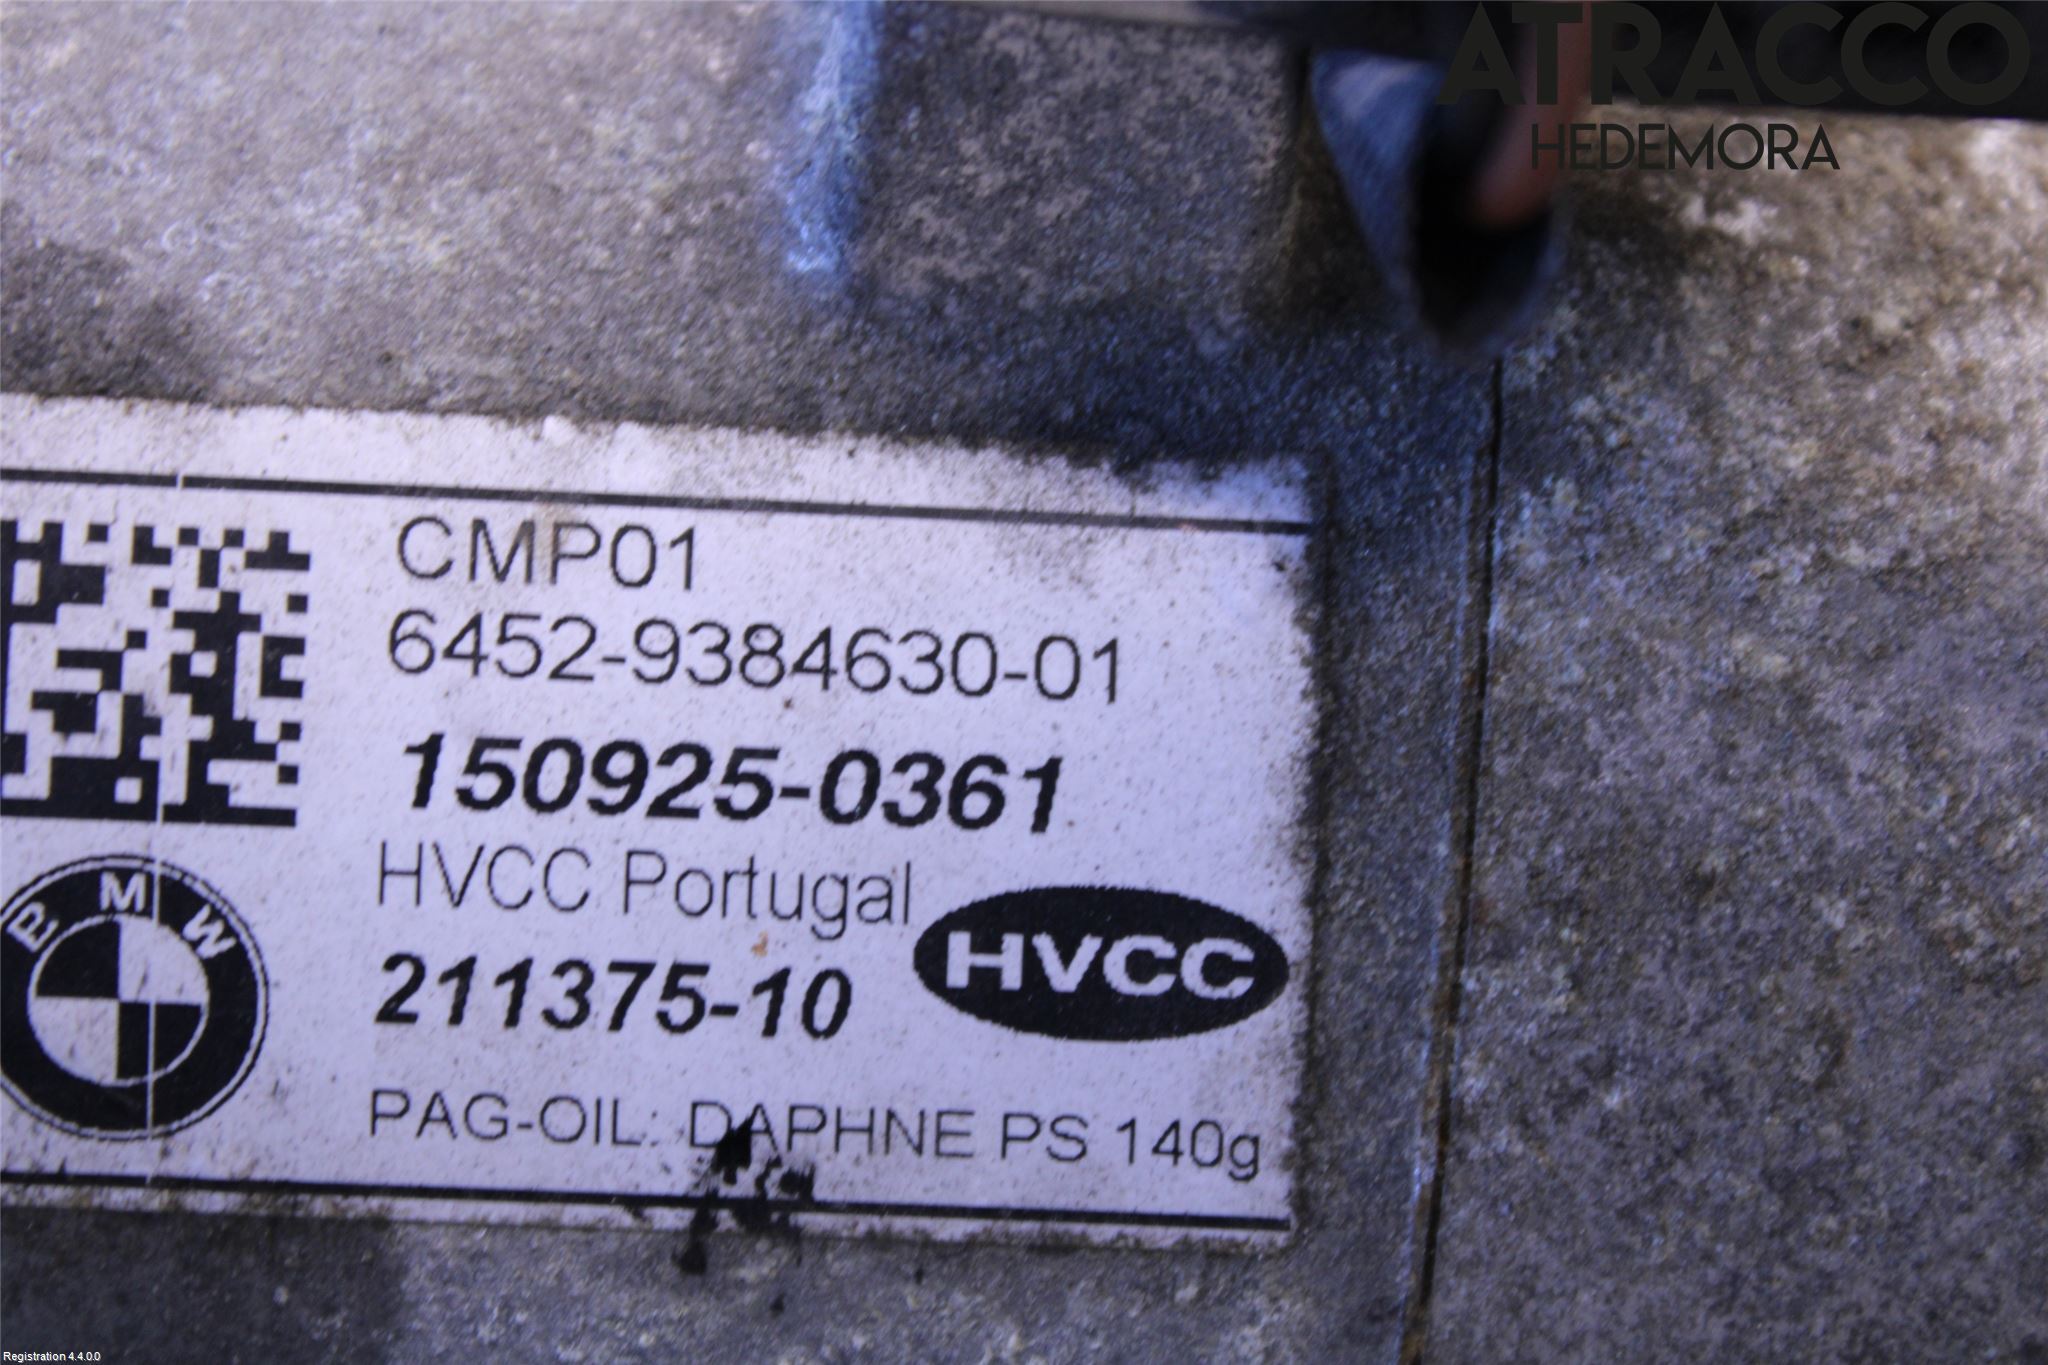 ATRACCO
HEDEMORA
CMP01
6452-9384630-01
150925-0361
HVCC Portugal
211375-10
HVCC
BMW
PAG-OIL: DAPHNE PS 140g
Registration 4.4.0.0